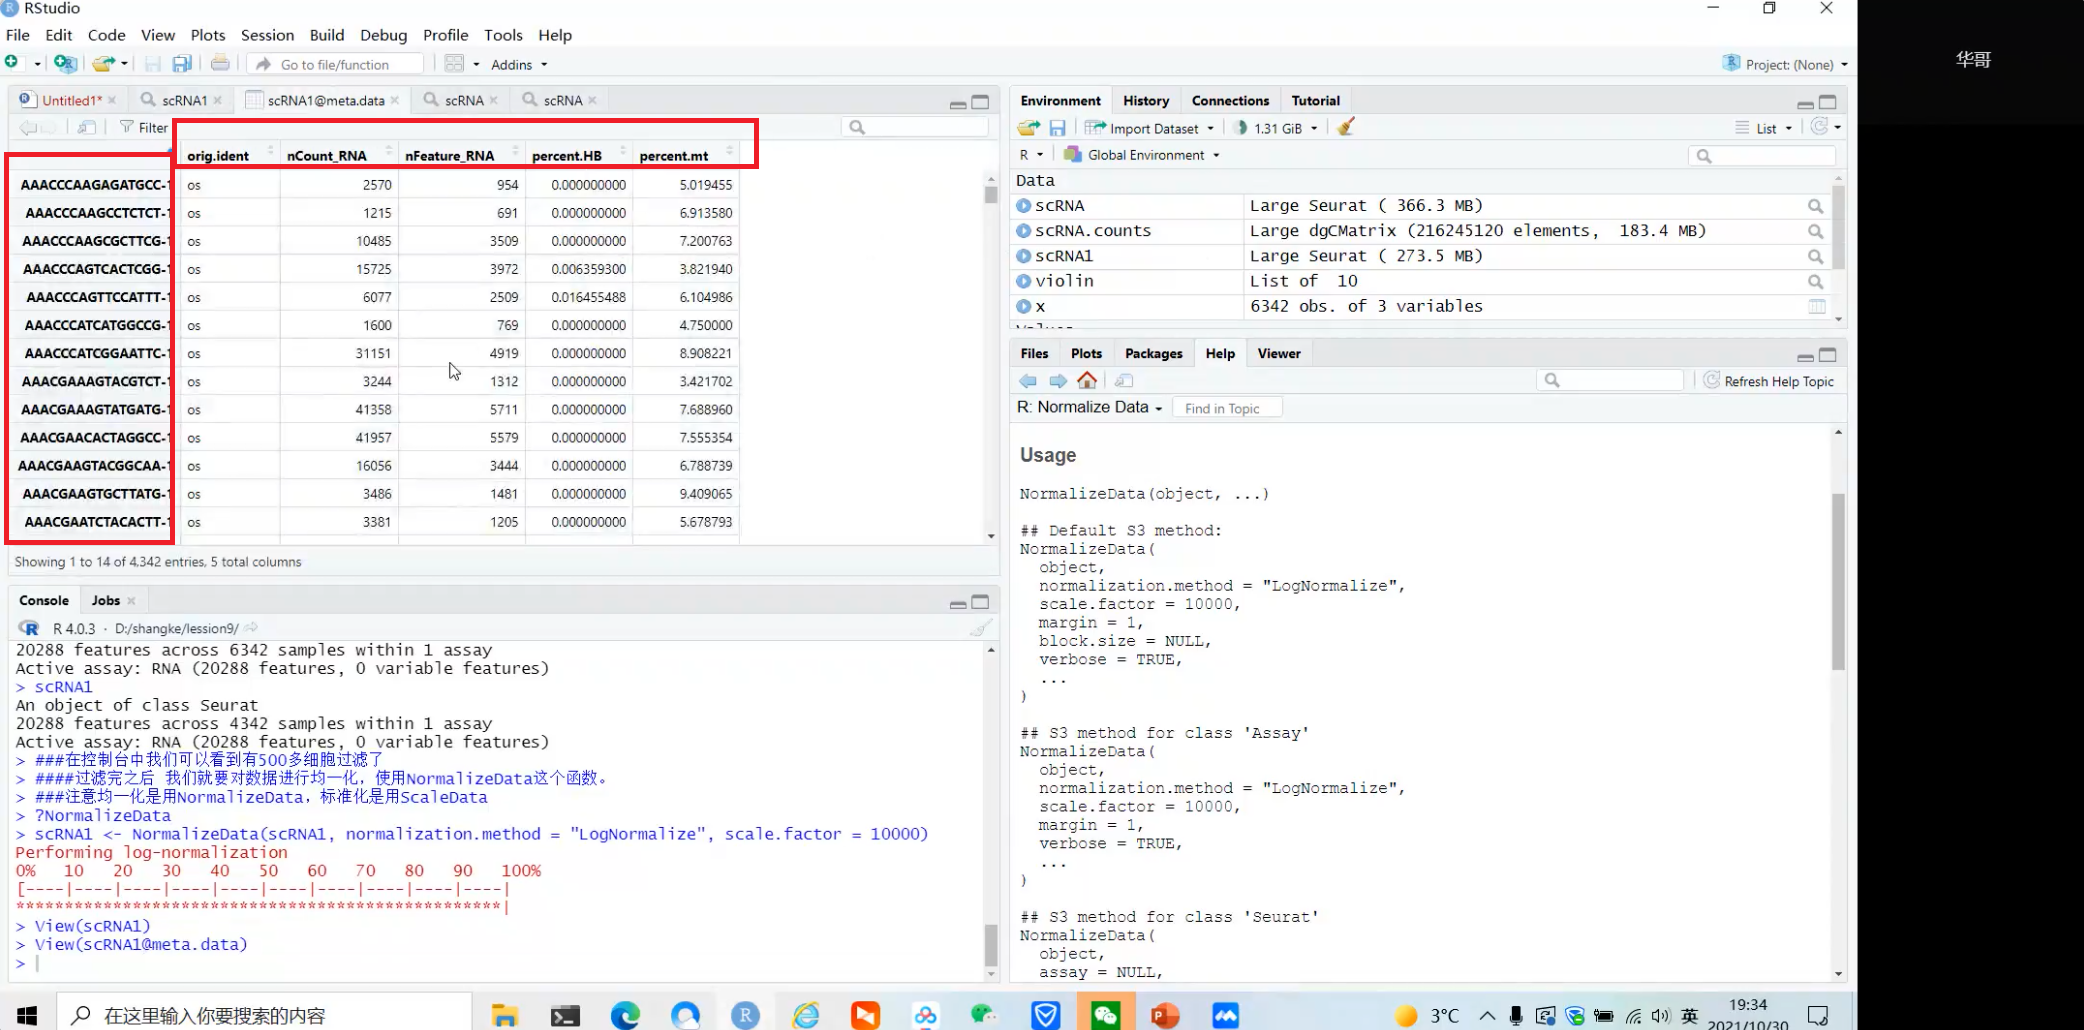 RStudio
File Edit Code View Plots Session Build Debug Profile Tools Help
Go to file/function Addins Project: (None)
Untitled1* scRNA1 scRNA1@meta.data scRNA scRNA
Filter
orig.ident nCount_RNA nFeature_RNA percent.HB percent.mt
AAACCCAAGAGATGCC-1 os 2570 954 0.000000000 5.019455
AAACCCAAGCCTCTCT-1 os 1215 691 0.000000000 6.913580
AAACCCAAGCGCTTCG-1 os 10485 3509 0.000000000 7.200763
AAACCCAGTCACTCGG-1 os 15725 3972 0.006359300 3.821940
AAACCCAGTTCCATTT-1 os 6077 2509 0.016455488 6.104986
AAACCCATCATGGCCG-1 os 1600 769 0.000000000 4.750000
AAACCCATCGGAATTC-1 os 31151 4919 0.000000000 8.908221
AAACGAAAGTACGTCT-1 os 3244 1312 0.000000000 3.421702
AAACGAAAGTATGATG-1 os 41358 5711 0.000000000 7.688960
AAACGAACACTAGGCC-1 os 41957 5579 0.000000000 7.555354
AAACGAAGTACGGCAA-1 os 16056 3444 0.000000000 6.788739
AAACGAAGTGCTTATG-1 os 3486 1481 0.000000000 9.409065
AAACGAATCTACACTT-1 os 3381 1205 0.000000000 5.678793
Showing 1 to 14 of 4,342 entries, 5 total columns
Console Jobs
R 4.0.3 · D:/shangke/lession9/
20288 features across 6342 samples within 1 assay
Active assay: RNA (20288 features, 0 variable features)
> scRNA1
An object of class Seurat
20288 features across 4342 samples within 1 assay
Active assay: RNA (20288 features, 0 variable features)
> ###在控制台中我们可以看到有500多细胞过滤了
> ####过滤完之后 我们就要对数据进行均一化，使用NormalizeData这个函数。
> ###注意均一化是用NormalizeData，标准化是用ScaleData
> ?NormalizeData
> scRNA1 <- NormalizeData(scRNA1, normalization.method = "LogNormalize", scale.factor = 10000)
Performing log-normalization
0% 10 20 30 40 50 60 70 80 90 100%
[----|----|----|----|----|----|----|----|----|----|
**************************************************|
> View(scRNA1)
> View(scRNA1@meta.data)
>
Environment History Connections Tutorial
Import Dataset 1.31 GiB List
R Global Environment
Data
scRNA Large Seurat ( 366.3 MB)
scRNA.counts Large dgCMatrix (216245120 elements, 183.4 MB)
scRNA1 Large Seurat ( 273.5 MB)
violin List of 10
x 6342 obs. of 3 variables
Values
Files Plots Packages Help Viewer
Refresh Help Topic
R: Normalize Data Find in Topic
Usage
NormalizeData(object, ...)
## Default S3 method:
NormalizeData(
object,
normalization.method = "LogNormalize",
scale.factor = 10000,
margin = 1,
block.size = NULL,
verbose = TRUE,
...
)
## S3 method for class 'Assay'
NormalizeData(
object,
normalization.method = "LogNormalize",
scale.factor = 10000,
margin = 1,
verbose = TRUE,
...
)
## S3 method for class 'Seurat'
NormalizeData(
object,
assay = NULL,
华哥
在这里输入你要搜索的内容
3°C 英 19:34
2021/10/30